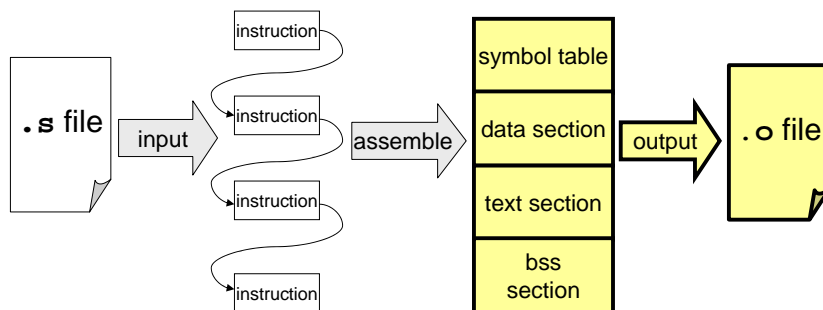 .s file
input
instruction
instruction
instruction
instruction
assemble
symbol table
data section
text section
bss
section
output
.o file